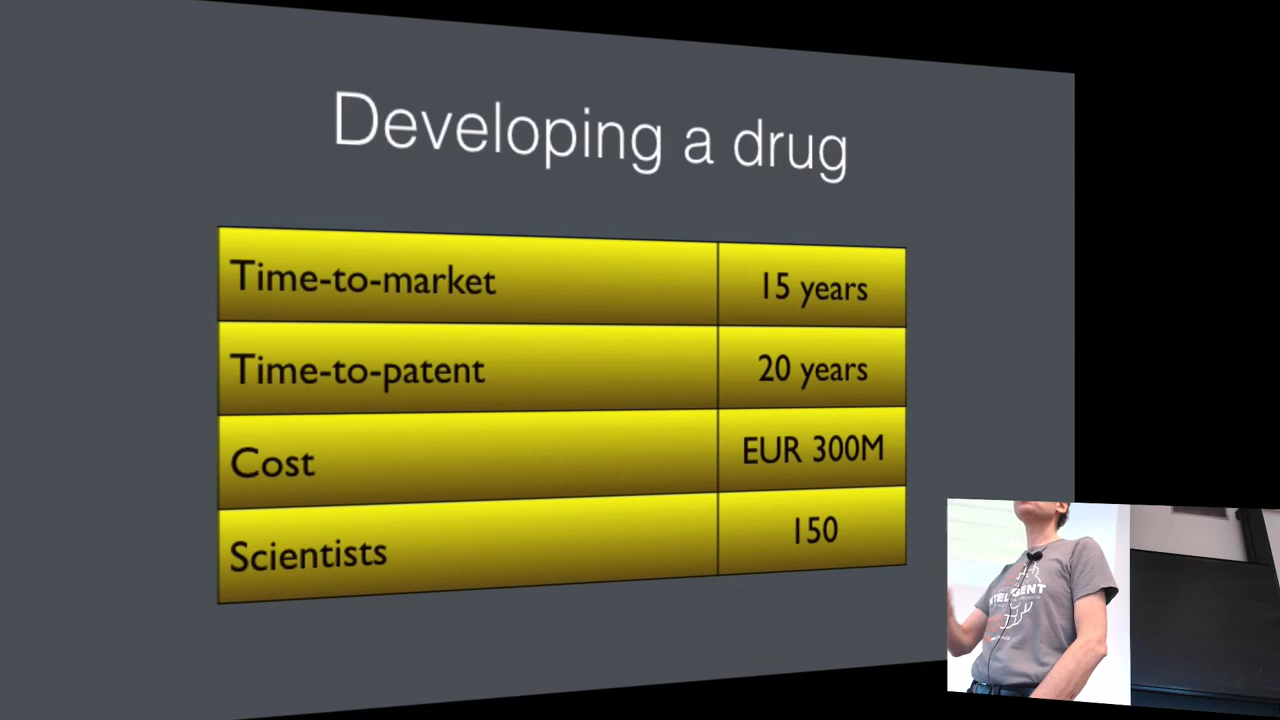 Developing a drug
Time-to-market 15 years
Time-to-patent 20 years
Cost EUR 300M
Scientists 150